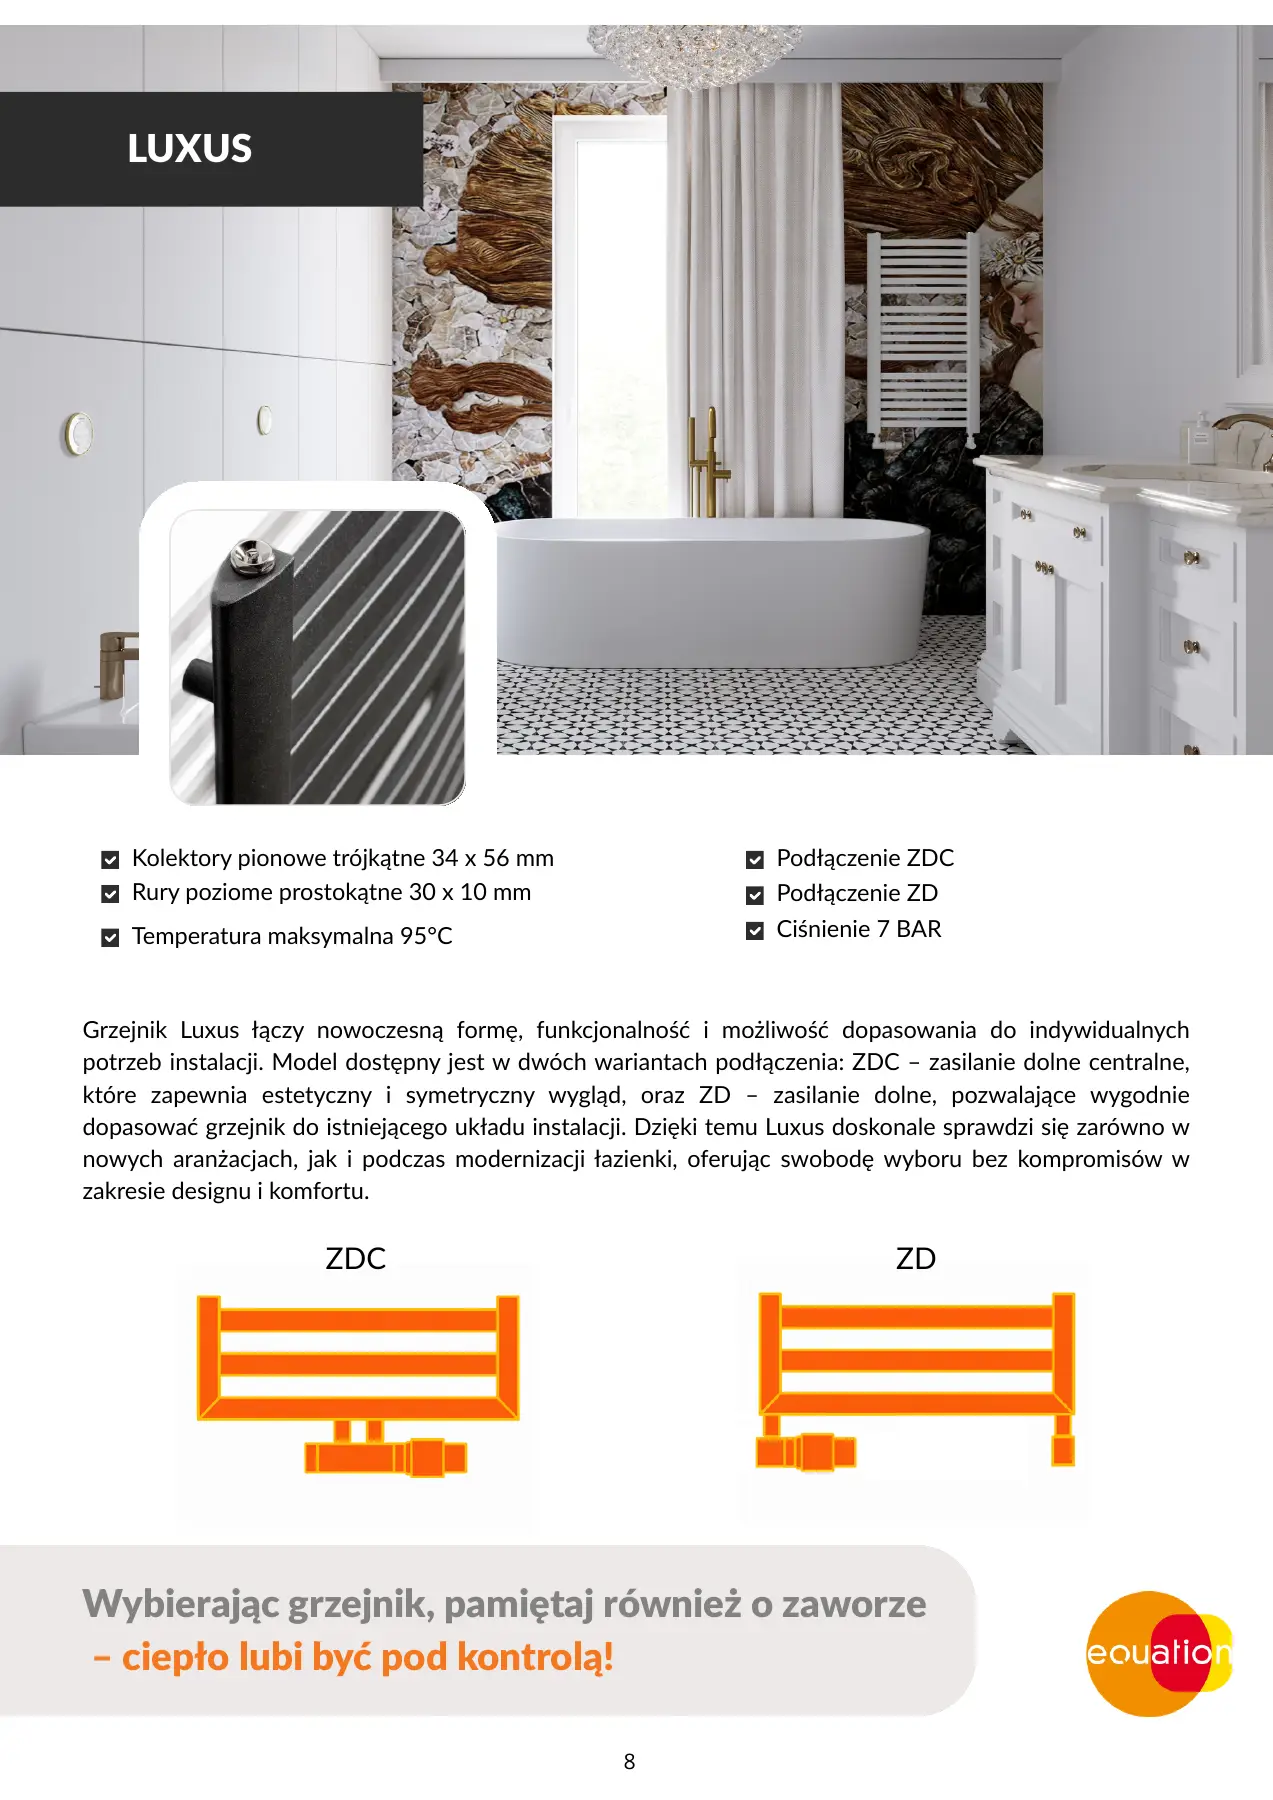 LUXUS
Kolektory pionowe trójkątne 34 x 56 mm
Rury poziome prostokątne 30 x 10 mm
Temperatura maksymalna 95°C
Podłączenie ZDC
Podłączenie ZD
Ciśnienie 7 BAR
Grzejnik Luxus łączy nowoczesną formę, funkcjonalność i możliwość dopasowania do indywidualnych
potrzeb instalacji. Model dostępny jest w dwóch wariantach podłączenia: ZDC – zasilanie dolne centralne,
które zapewnia estetyczny i symetryczny wygląd, oraz ZD – zasilanie dolne, pozwalające wygodnie
dopasować grzejnik do istniejącego układu instalacji. Dzięki temu Luxus doskonale sprawdzi się zarówno w
nowych aranżacjach, jak i podczas modernizacji łazienki, oferując swobodę wyboru bez kompromisów w
zakresie designu i komfortu.
ZDC
ZD
Wybierając grzejnik, pamiętaj również o zaworze
– ciepło lubi być pod kontrolą!
equation
8